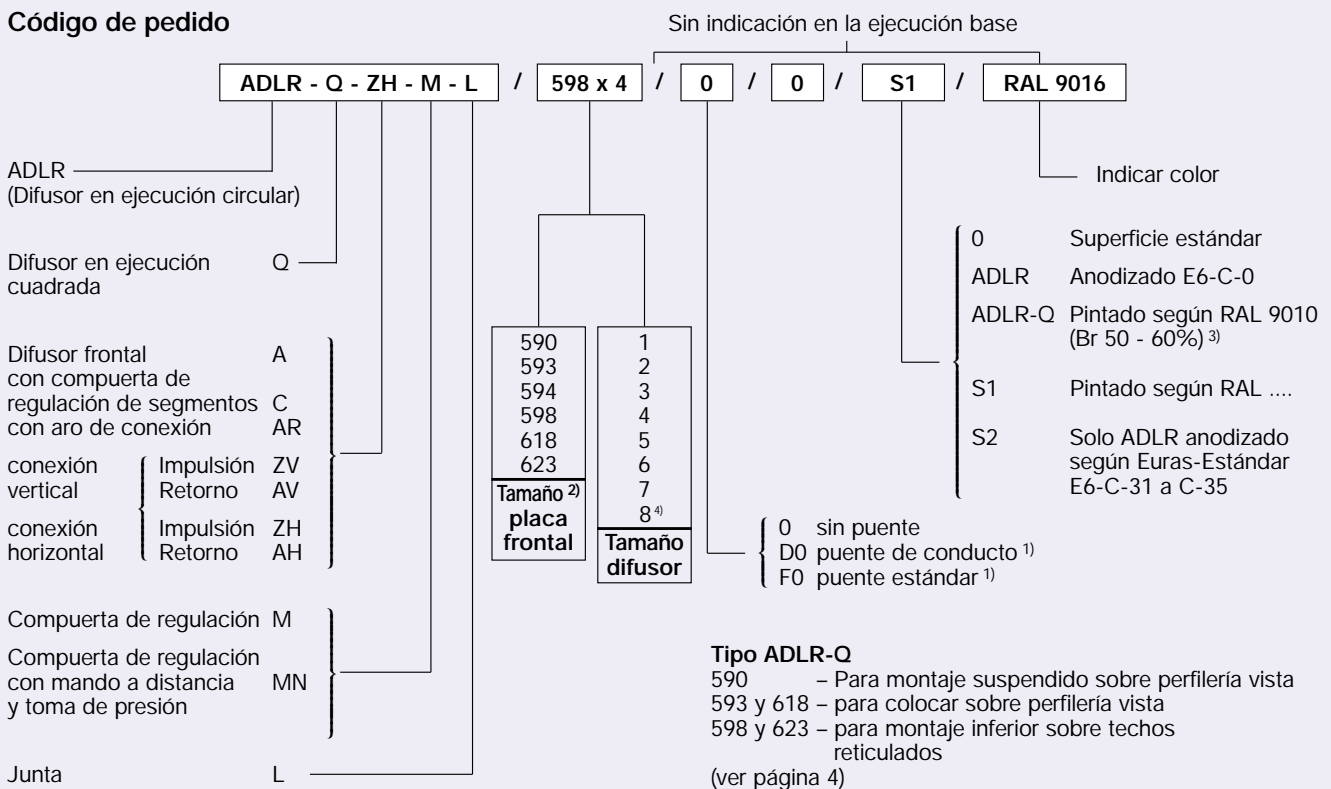 Código de pedido
Sin indicación en la ejecución base
ADLR - Q - ZH - M - L / 598 x 4 / 0 / 0 / S1 / RAL 9016
ADLR
(Difusor en ejecución circular)
Indicar color
Difusor en ejecución Q
cuadrada
0 Superficie estándar
ADLR Anodizado E6-C-0
ADLR-Q Pintado según RAL 9010
(Br 50 - 60%) 3)
S1 Pintado según RAL ....
S2 Solo ADLR anodizado
según Euras-Estándar
E6-C-31 a C-35
Difusor frontal A
con compuerta de
regulación de segmentos C
con aro de conexión AR
conexión Impulsión ZV
vertical Retorno AV
conexión Impulsión ZH
horizontal Retorno AH
590
593
594
598
618
623
Tamaño 2)
placa
frontal
1
2
3
4
5
6
7
8 4)
Tamaño
difusor
0 sin puente
D0 puente de conducto 1)
F0 puente estándar 1)
Compuerta de regulación M
Compuerta de regulación
con mando a distancia MN
y toma de presión
Junta L
Tipo ADLR-Q
590 – Para montaje suspendido sobre perfilería vista
593 y 618 – para colocar sobre perfilería vista
598 y 623 – para montaje inferior sobre techos
reticulados
(ver página 4)